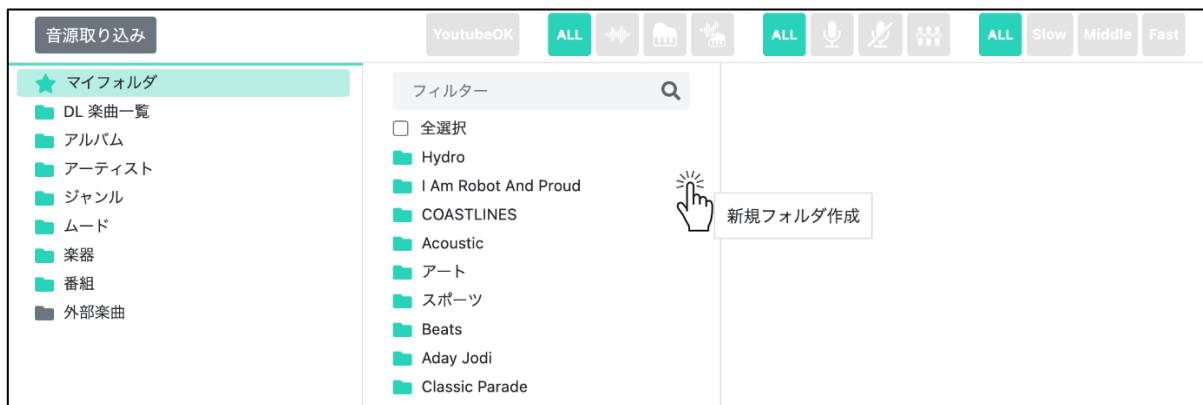 音源取り込み
YoutubeOK
ALL
ALL
ALL
Slow
Middle
Fast
マイフォルダ
DL 楽曲一覧
アルバム
アーティスト
ジャンル
ムード
楽器
番組
外部楽曲
フィルター
全選択
Hydro
I Am Robot And Proud
COASTLINES
Acoustic
アート
スポーツ
Beats
Aday Jodi
Classic Parade
新規フォルダ作成